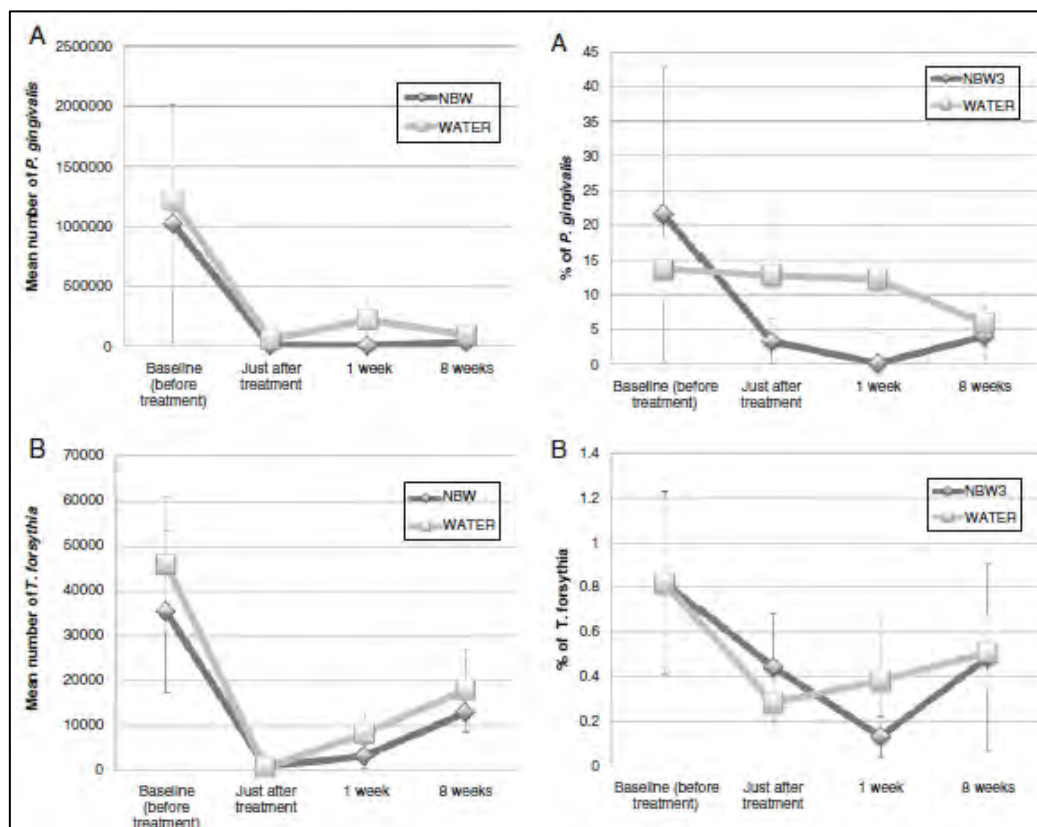 A
Mean number of P. gingivalis
2500000
2000000
1500000
1000000
500000
0
NBW
WATER
Baseline
(before
treatment)
Just after
treatment
1 week
8 weeks
A
% of P. gingivalis
45
40
35
30
25
20
15
10
5
0
NBW3
WATER
Baseline (before
treatment)
Just after
treatment
1 week
8 weeks
B
Mean number of T. forsythia
70000
60000
50000
40000
30000
20000
10000
0
NBW
WATER
Baseline
(before
treatment)
Just after
treatment
1 week
8 weeks
B
% of T. forsythia
1.4
1.2
1
0.8
0.6
0.4
0.2
0
NBW3
WATER
Baseline (before
treatment)
Just after
treatment
1 week
8 weeks